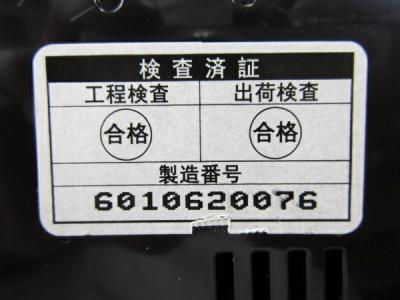 検査済証
工程検査 出荷検査
合格 合格
製造番号
6010620076